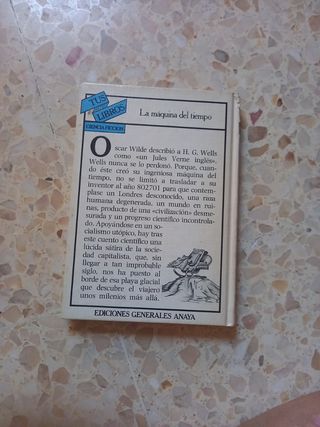 TUS
LIBROS
CIENCIA FICCION
La máquina del tiempo
Oscar Wilde describió a H. G. Wells
como «un Jules Verne inglés».
Wells nunca se lo perdonó. Porque, cuan-
do éste creó su ingeniosa máquina del
tiempo, no se limitó a trasladar a su
inventor al año 802701 para que contem-
plase un Londres desconocido, una raza
humana degenerada, un mundo en rui-
nas, producto de una «civilización» desme-
surada y un progreso científico incontrola-
do. Apoyándose en un so-
cialismo utópico, hay tras
este cuento científico una
lúcida sátira de la socie-
dad capitalista, que, sin
llegar a tan improbable
siglo, nos ha puesto al
borde de esa playa glacial
que descubre el viajero
unos milenios más allá.
EDICIONES GENERALES ANAYA